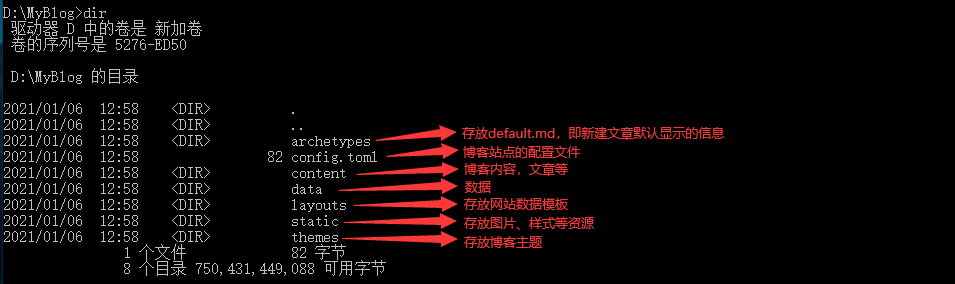 D:\MyBlog>dir
驱动器 D 中的卷是 新加卷
卷的序列号是 5276-ED50
D:\MyBlog 的目录
2021/01/06 12:58 <DIR> .
2021/01/06 12:58 <DIR> ..
2021/01/06 12:58 <DIR> archetypes 存放default.md，即新建文章默认显示的信息
2021/01/06 12:58 82 config.toml 博客站点的配置文件
2021/01/06 12:58 <DIR> content 博客内容，文章等
2021/01/06 12:58 <DIR> data 数据
2021/01/06 12:58 <DIR> layouts 存放网站数据模板
2021/01/06 12:58 <DIR> static 存放图片、样式等资源
2021/01/06 12:58 <DIR> themes 存放博客主题
1 个文件 82 字节
8 个目录 750,431,449,088 可用字节